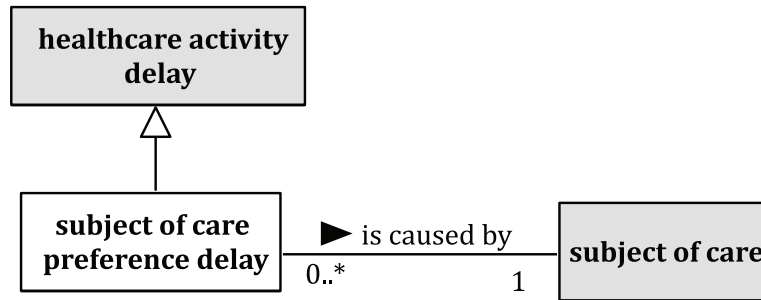 healthcare activity
delay
subject of care
preference delay
is caused by
0..*
1
subject of care